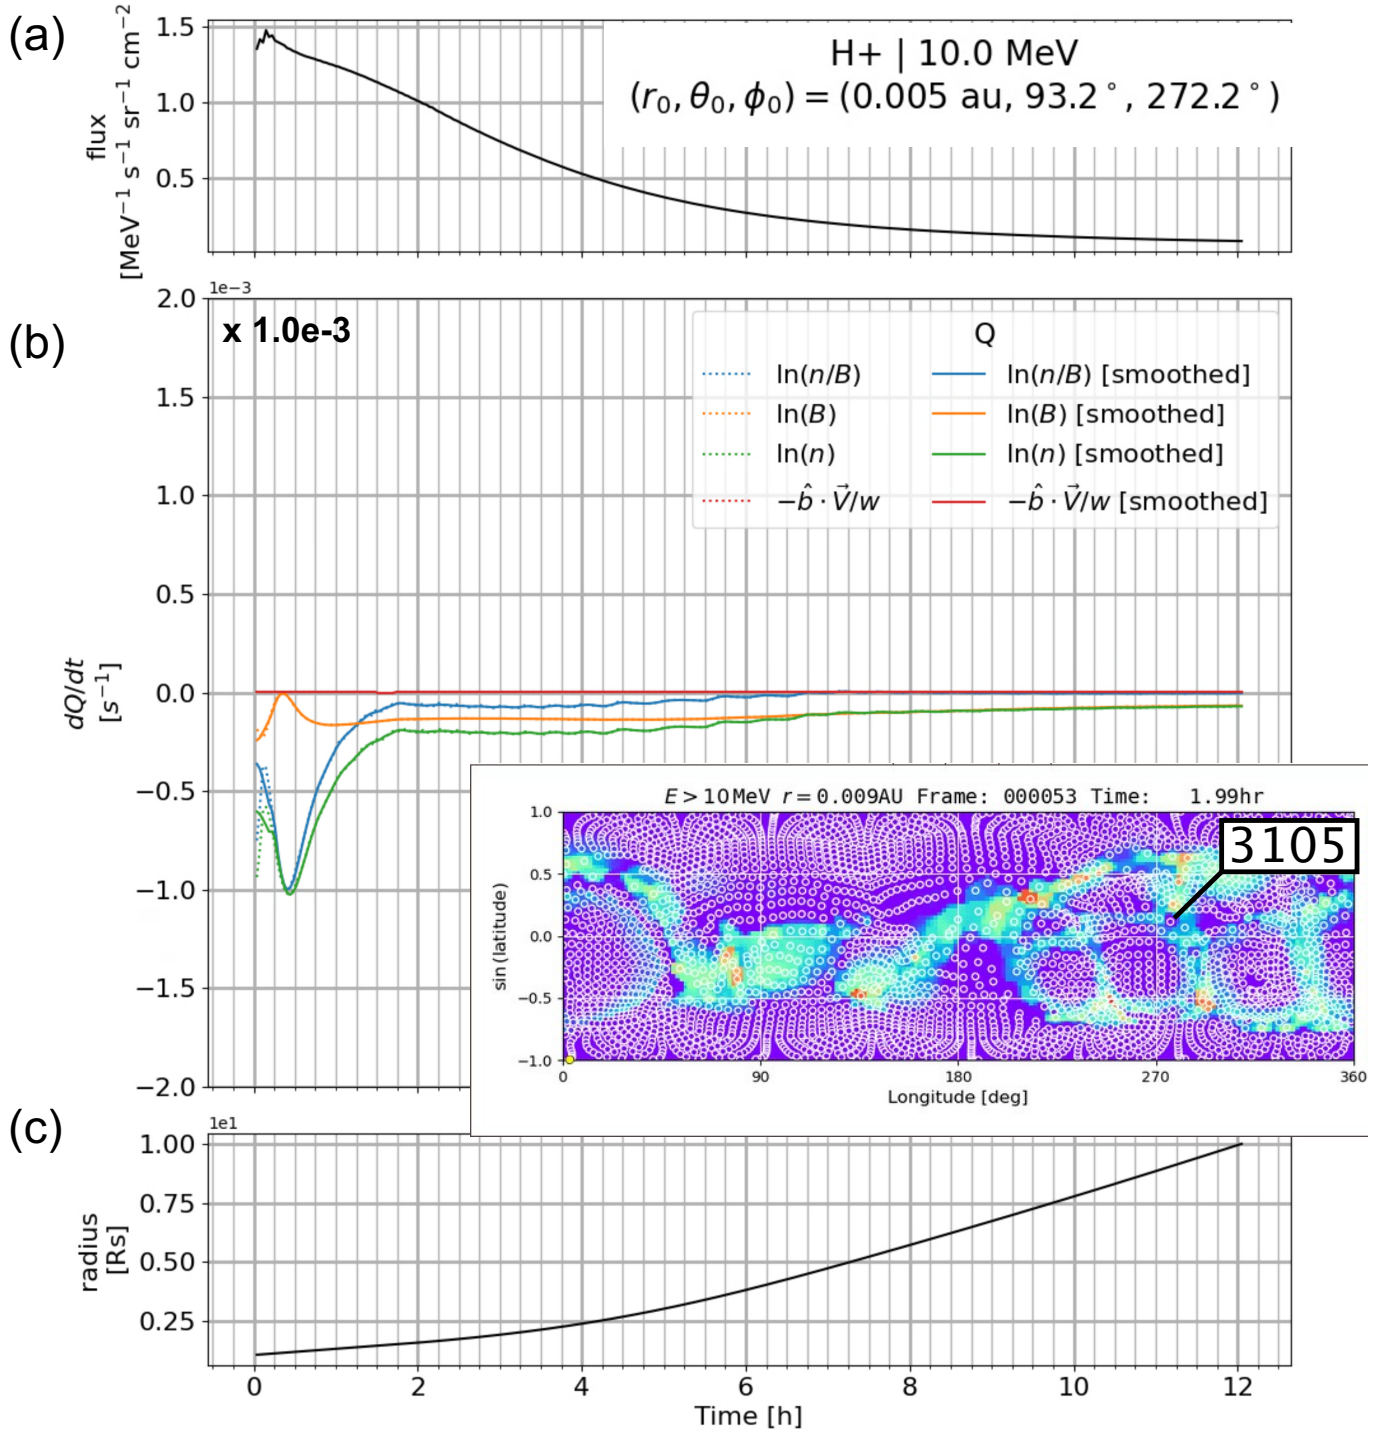 (a)
flux
[MeV⁻¹ s⁻¹ sr⁻¹ cm⁻²]
1.5
1.0
0.5
H+ | 10.0 MeV
(r₀, θ₀, ϕ₀) = (0.005 au, 93.2°, 272.2°)
(b)
1e−3
x 1.0e-3
dQ/dt
[s⁻¹]
2.0
1.5
1.0
0.5
0.0
−0.5
−1.0
−1.5
−2.0
Q
ln(n/B)
ln(B)
ln(n)
−b̂ · V⃗/w
ln(n/B) [smoothed]
ln(B) [smoothed]
ln(n) [smoothed]
−b̂ · V⃗/w [smoothed]
E > 10 MeV r = 0.009AU Frame: 000053 Time: 1.99hr
3105
sin(latitude)
1.0
0.5
0.0
−0.5
−1.0
0 90 180 270 360
Longitude [deg]
(c)
1e1
radius
[Rs]
1.00
0.75
0.50
0.25
0 2 4 6 8 10 12
Time [h]